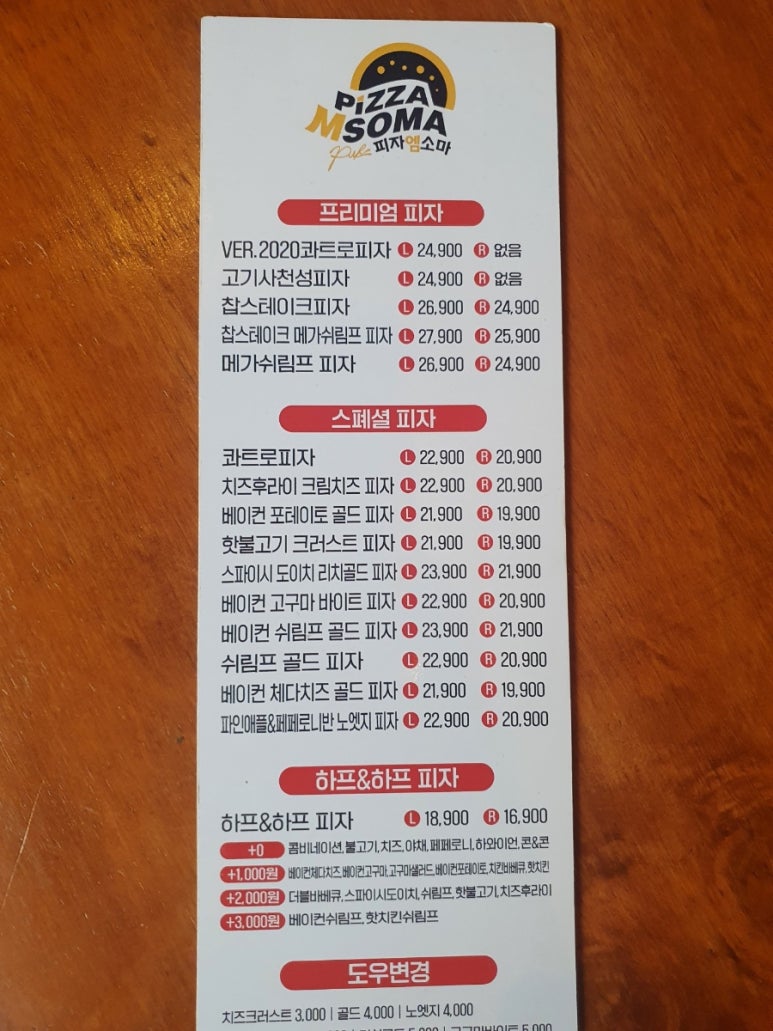 PIZZA
MSOMA
Pub 피자엠소마
프리미엄 피자
VER.2020콰트로피자 L 24,900 R 없음
고기사천성피자 L 24,900 R 없음
찹스테이크피자 L 26,900 R 24,900
찹스테이크 메가쉬림프 피자 L 27,900 R 25,900
메가쉬림프 피자 L 26,900 R 24,900
스폐셜 피자
콰트로피자 L 22,900 R 20,900
치즈후라이 크림치즈 피자 L 22,900 R 20,900
베이컨 포테이토 골드 피자 L 21,900 R 19,900
핫불고기 크러스트 피자 L 21,900 R 19,900
스파이시 도이치 리치골드 피자 L 23,900 R 21,900
베이컨 고구마 바이트 피자 L 22,900 R 20,900
베이컨 쉬림프 골드 피자 L 23,900 R 21,900
쉬림프 골드 피자 L 22,900 R 20,900
베이컨 체다치즈 골드 피자 L 21,900 R 19,900
파인애플&페페로니반 노엣지 피자 L 22,900 R 20,900
하프&하프 피자
하프&하프 피자 L 18,900 R 16,900
+0 콤비네이션,불고기,치즈,야채,페페로니,하와이언,콘&콘
+1,000원 베이컨체다치즈,베이컨고구마,고구마샐러드,베이컨포테이토,치킨바베큐,핫치킨
+2,000원 더블바베큐,스파이시도이치,쉬림프,핫불고기,치즈후라이
+3,000원 베이컨쉬림프,핫치킨쉬림프
도우변경
치즈크러스트 3,000 | 골드 4,000 | 노엣지 4,000